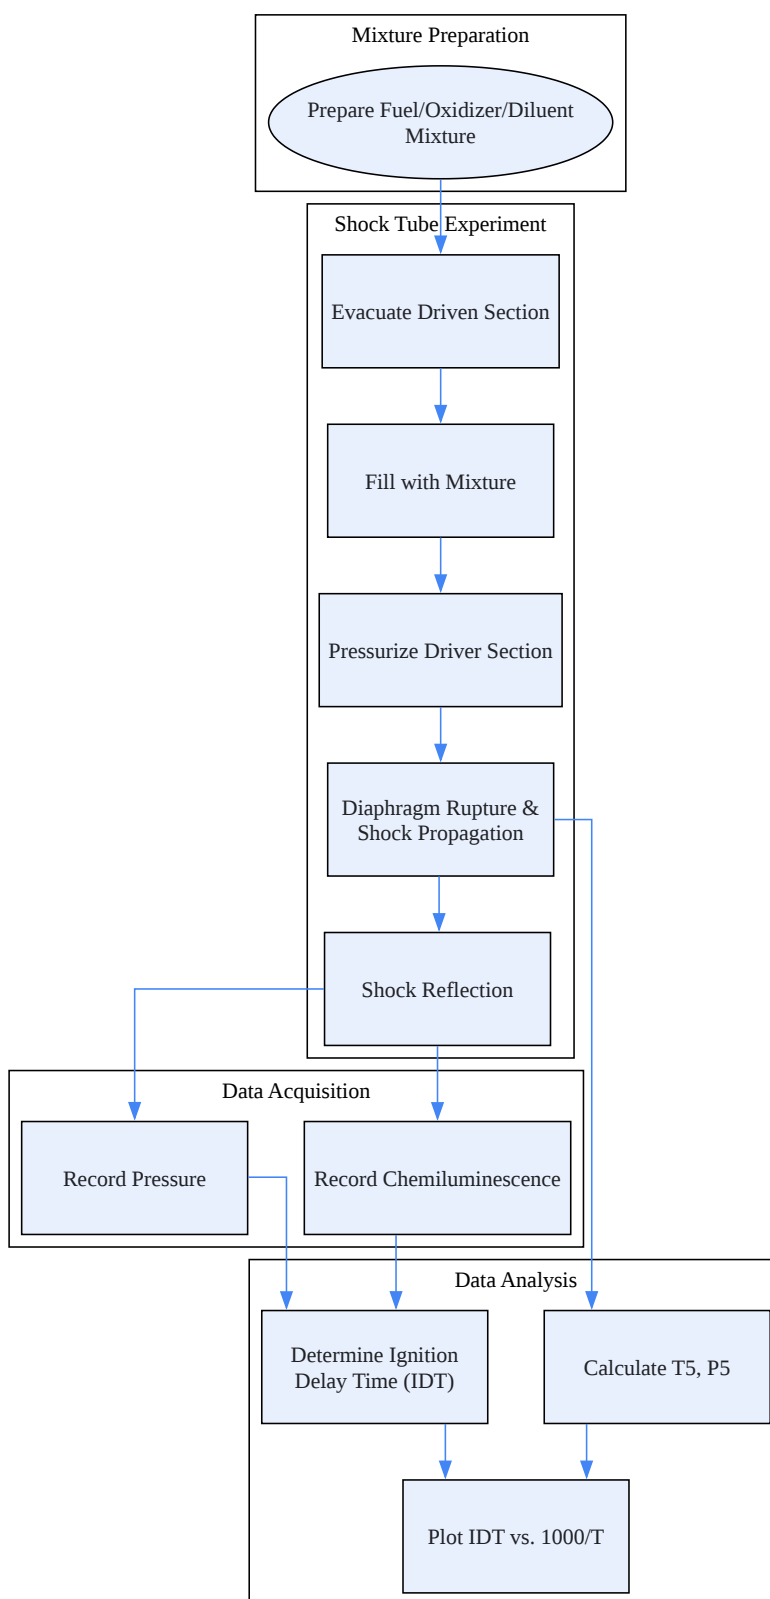 Mixture Preparation
Prepare Fuel/Oxidizer/Diluent
Mixture
Shock Tube Experiment
Evacuate Driven Section
Fill with Mixture
Pressurize Driver Section
Diaphragm Rupture &
Shock Propagation
Shock Reflection
Data Acquisition
Record Pressure
Record Chemiluminescence
Data Analysis
Determine Ignition
Delay Time (IDT)
Calculate T5, P5
Plot IDT vs. 1000/T